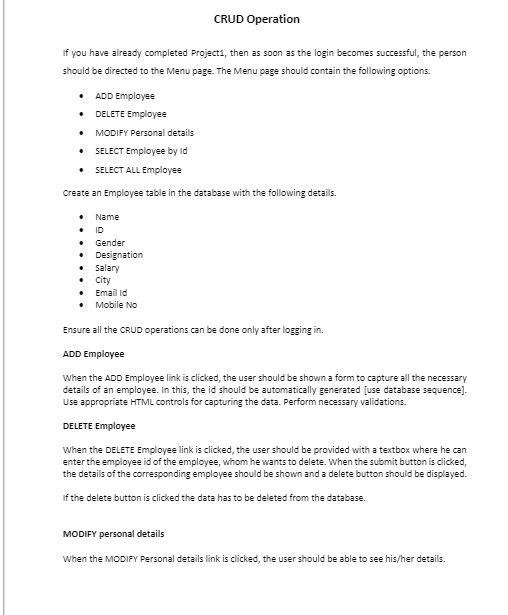 CRUD Operation
If you have already completed Project1, then as soon as the login becomes successful, the person
should be directed to the Menu page. The Menu page should contain the following options.
• ADD Employee
• DELETE Employee
• MODIFY Personal details
• SELECT Employee by Id
• SELECT ALL Employee
Create an Employee table in the database with the following details.
• Name
• ID
• Gender
• Designation
• Salary
• City
• Email Id
• Mobile No
Ensure all the CRUD operations can be done only after logging in.
ADD Employee
When the ADD Employee link is clicked, the user should be shown a form to capture all the necessary
details of an employee. In this, the id should be automatically generated [use database sequence].
Use appropriate HTML controls for capturing the data. Perform necessary validations.
DELETE Employee
When the DELETE Employee link is clicked, the user should be provided with a textbox where he can
enter the employee id of the employee, whom he wants to delete. When the submit button is clicked,
the details of the corresponding employee should be shown and a delete button should be displayed.
If the delete button is clicked the data has to be deleted from the database.
MODIFY personal details
When the MODIFY Personal details link is clicked, the user should be able to see his/her details.